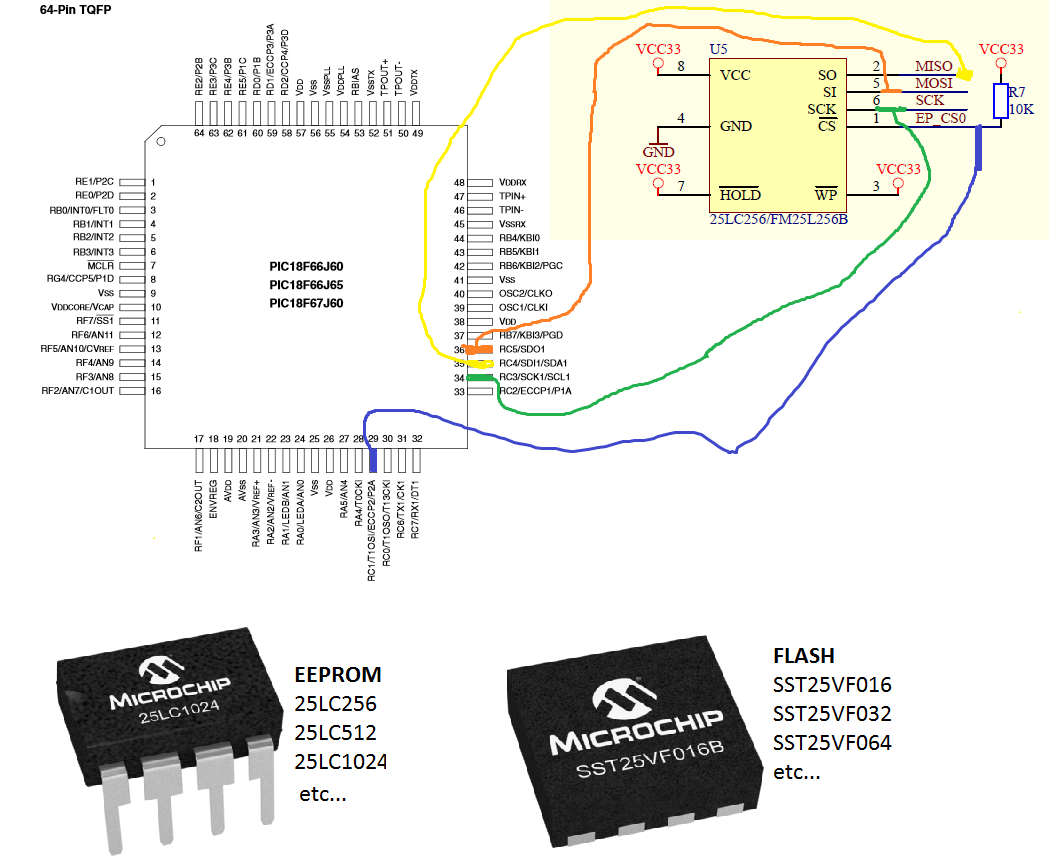 64-Pin TQFP
RE2/P2B
RE3/P3C
RE4/P3B
RE5/P1C
RD0/P1B
RD1/ECCP3/P3A
RD2/CCP4/P3D
VDD
VSS
VSSPLL
VDDPLL
RBIAS
VSSTX
TPOUT+
TPOUT-
VDDTX
64 63 62 61 60 59 58 57 56 55 54 53 52 51 50 49
RE1/P2C 1
RE0/P2D 2
RB0/INT0/FLT0 3
RB1/INT1 4
RB2/INT2 5
RB3/INT3 6
MCLR 7
RG4/CCP5/P1D 8
VSS 9
VDDCORE/VCAP 10
RF7/SS1 11
RF6/AN11 12
RF5/AN10/CVREF 13
RF4/AN9 14
RF3/AN8 15
RF2/AN7/C1OUT 16
PIC18F66J60
PIC18F66J65
PIC18F67J60
48 VDDRX
47 TPIN+
46 TPIN-
45 VSSRX
44 RB4/KBI0
43 RB5/KBI1
42 RB6/KBI2/PGC
41 VSS
40 OSC2/CLKO
39 OSC1/CLKI
38 VDD
37 RB7/KBI3/PGD
36 RC5/SDO1
35 RC4/SDI1/SDA1
34 RC3/SCK1/SCL1
33 RC2/ECCP1/P1A
17 18 19 20 21 22 23 24 25 26 27 28 29 30 31 32
RF1/AN6/C2OUT
ENVREG
AVDD
AVSS
RA3/AN3/VREF+
RA2/AN2/VREF-
RA1/LEDB/AN1
RA0/LEDA/AN0
VSS
VDD
RA5/AN4
RA4/T0CKI
RC1/T1OSI/ECCP2/P2A
RC0/T1OSO/T13CKI
RC6/TX1/CK1
RC7/RX1/DT1
VCC33 U5 VCC33
8 VCC SO 2 MISO
SI 5 MOSI R7
SCK 6 SCK 10K
4 GND CS 1 EP_CS0
GND
VCC33 VCC33
7 HOLD WP 3
25LC256/FM25L256B
MICROCHIP
25LC1024
EEPROM
25LC256
25LC512
25LC1024
etc...
MICROCHIP
SST25VF016B
FLASH
SST25VF016
SST25VF032
SST25VF064
etc...